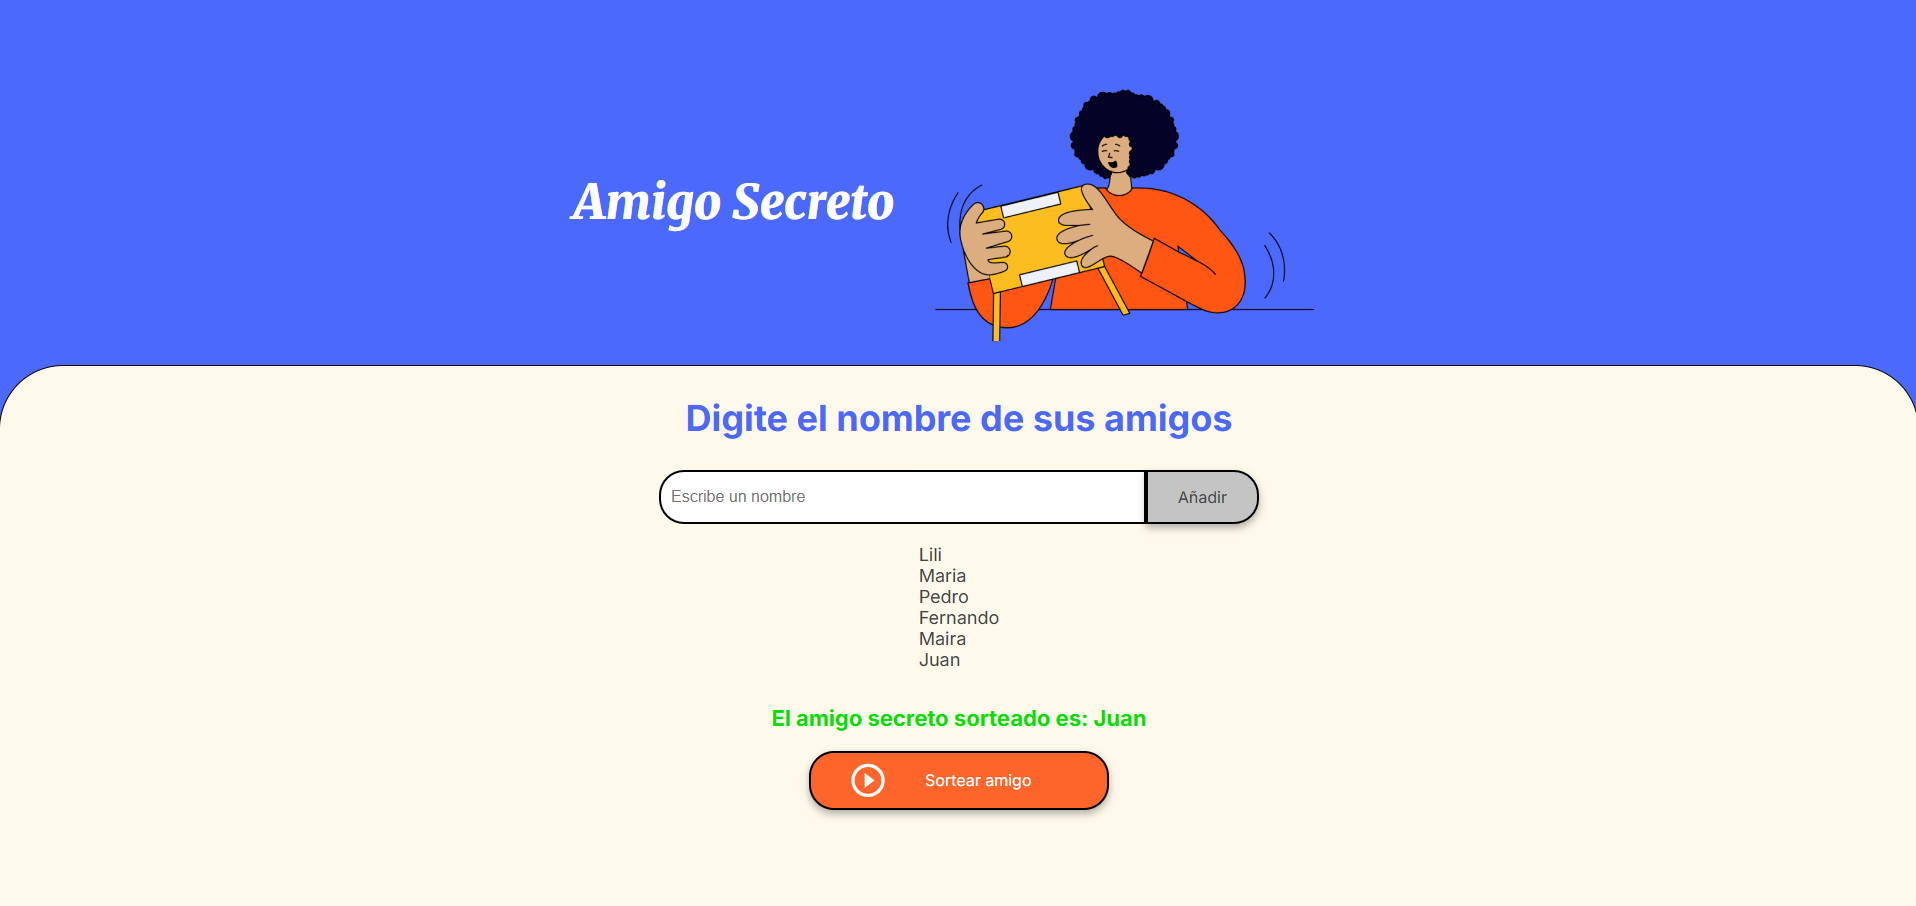 Amigo Secreto
Digite el nombre de sus amigos
Escribe un nombre
Añadir
Lili
Maria
Pedro
Fernando
Maira
Juan
El amigo secreto sorteado es: Juan
Sortear amigo